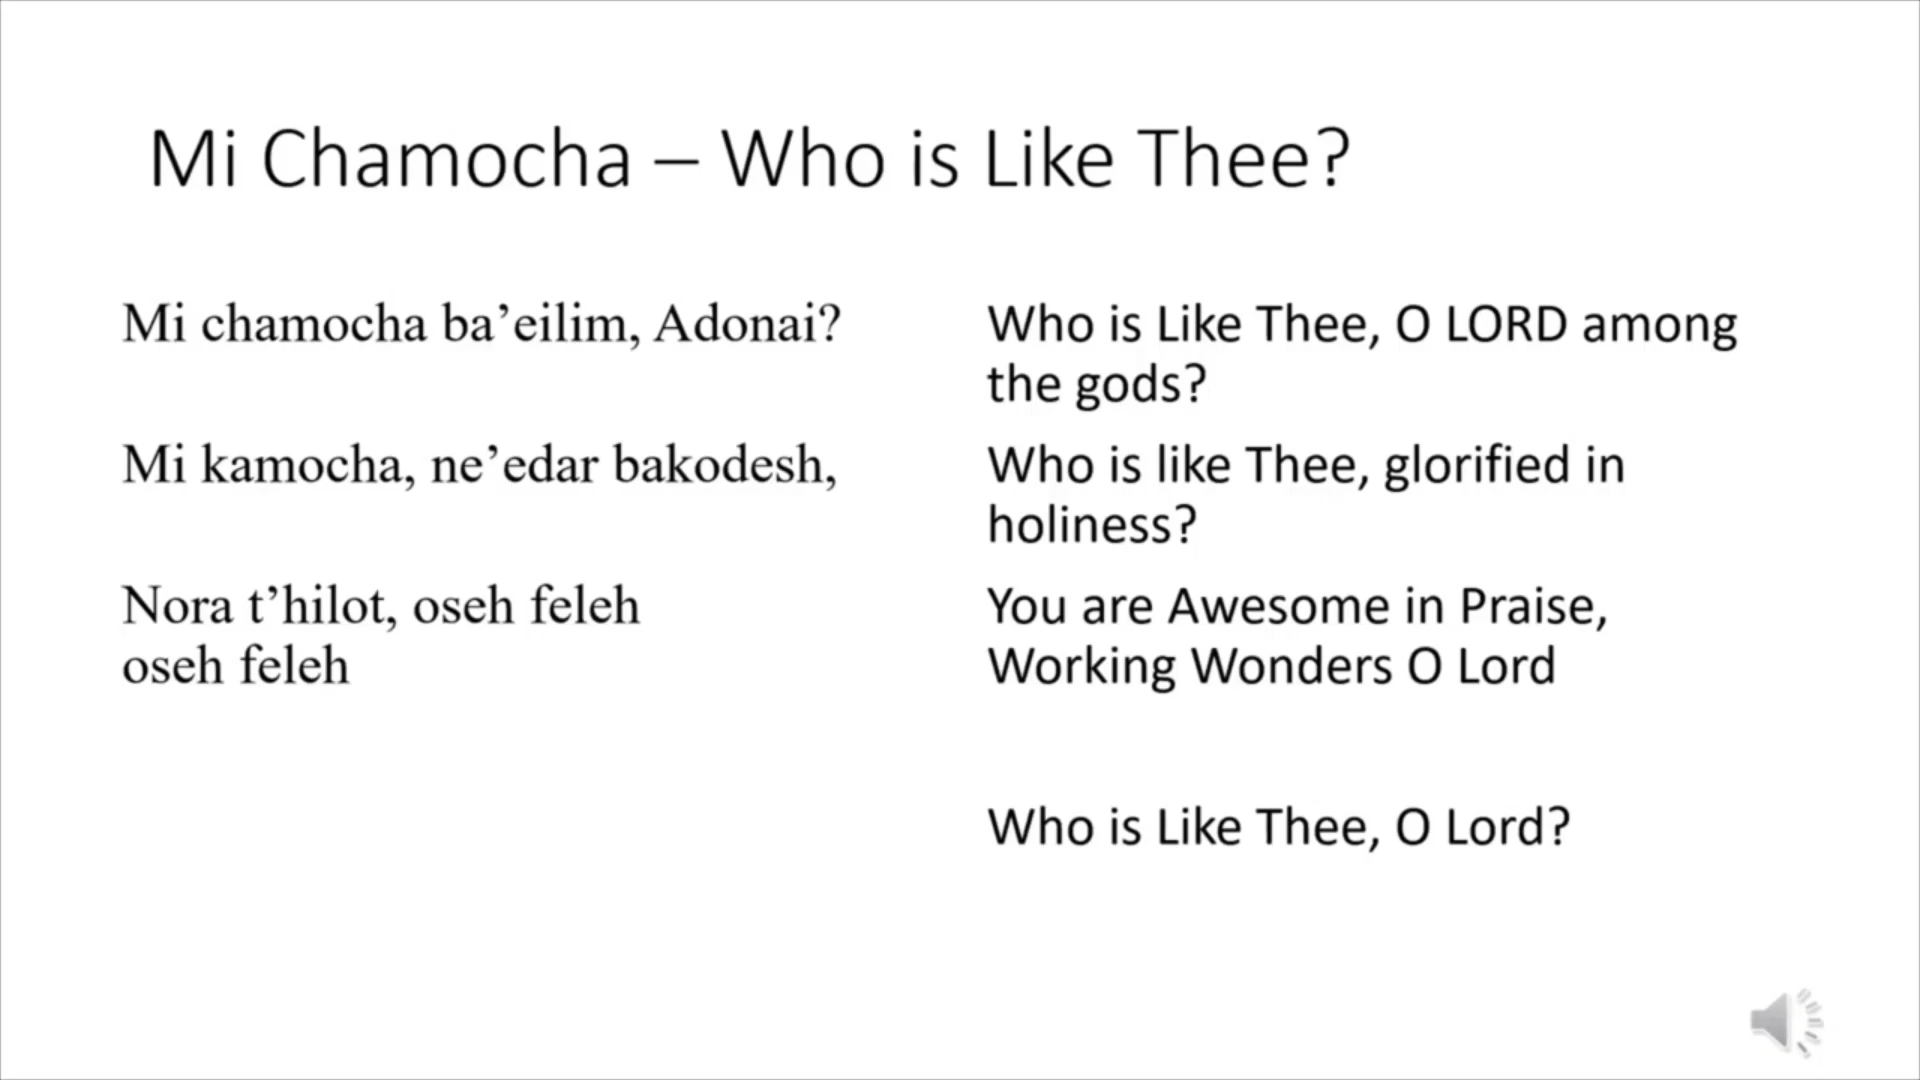 Mi Chamocha – Who is Like Thee?
Mi chamocha ba’eilim, Adonai?
Mi kamocha, ne’edar bakodesh,
Nora t’hilot, oseh feleh
oseh feleh
Who is Like Thee, O LORD among
the gods?
Who is like Thee, glorified in
holiness?
You are Awesome in Praise,
Working Wonders O Lord
Who is Like Thee, O Lord?